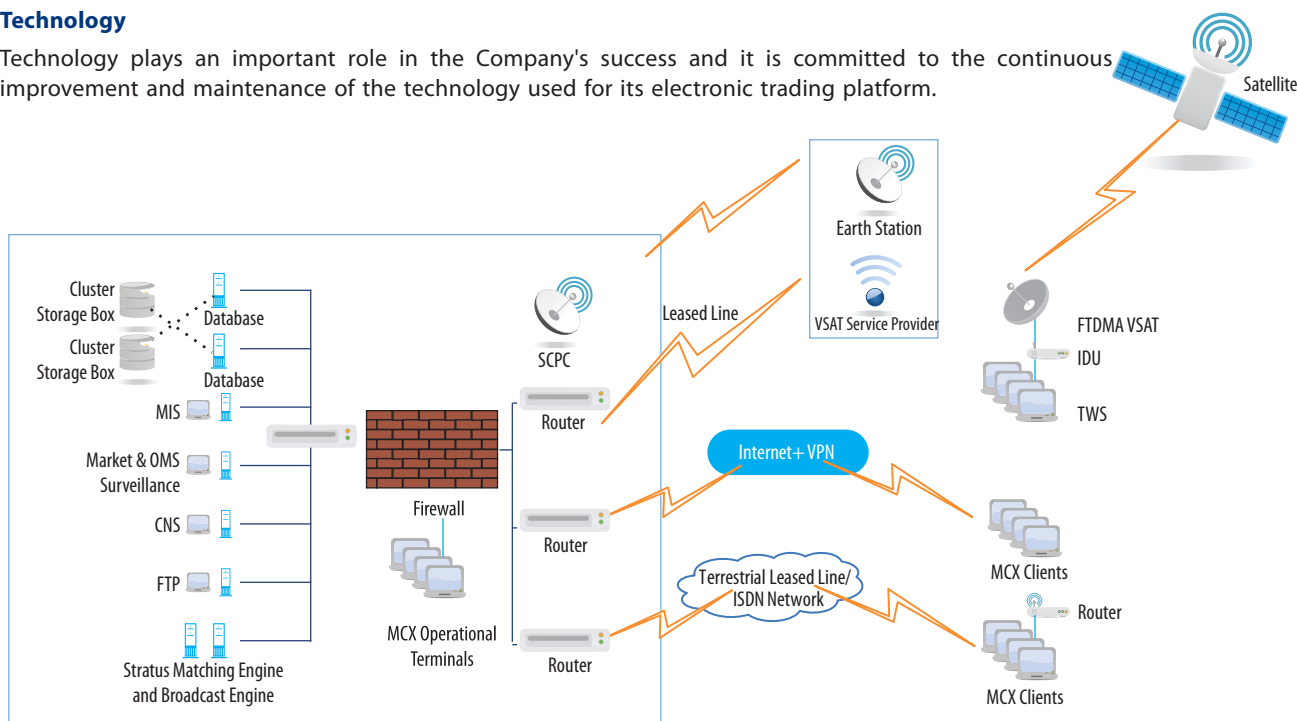 Technology
Technology plays an important role in the Company's success and it is committed to the continuous
improvement and maintenance of the technology used for its electronic trading platform.
Satellite
Earth Station
VSAT Service Provider
Cluster
Storage Box
Database
Cluster
Storage Box
Database
SCPC
Leased Line
FTDMA VSAT
IDU
TWS
MIS
Router
Market & OMS
Surveillance
Firewall
Internet+ VPN
CNS
Router
MCX Clients
FTP
Terrestrial Leased Line/
ISDN Network
Router
MCX Operational
Terminals
Router
Stratus Matching Engine
and Broadcast Engine
MCX Clients